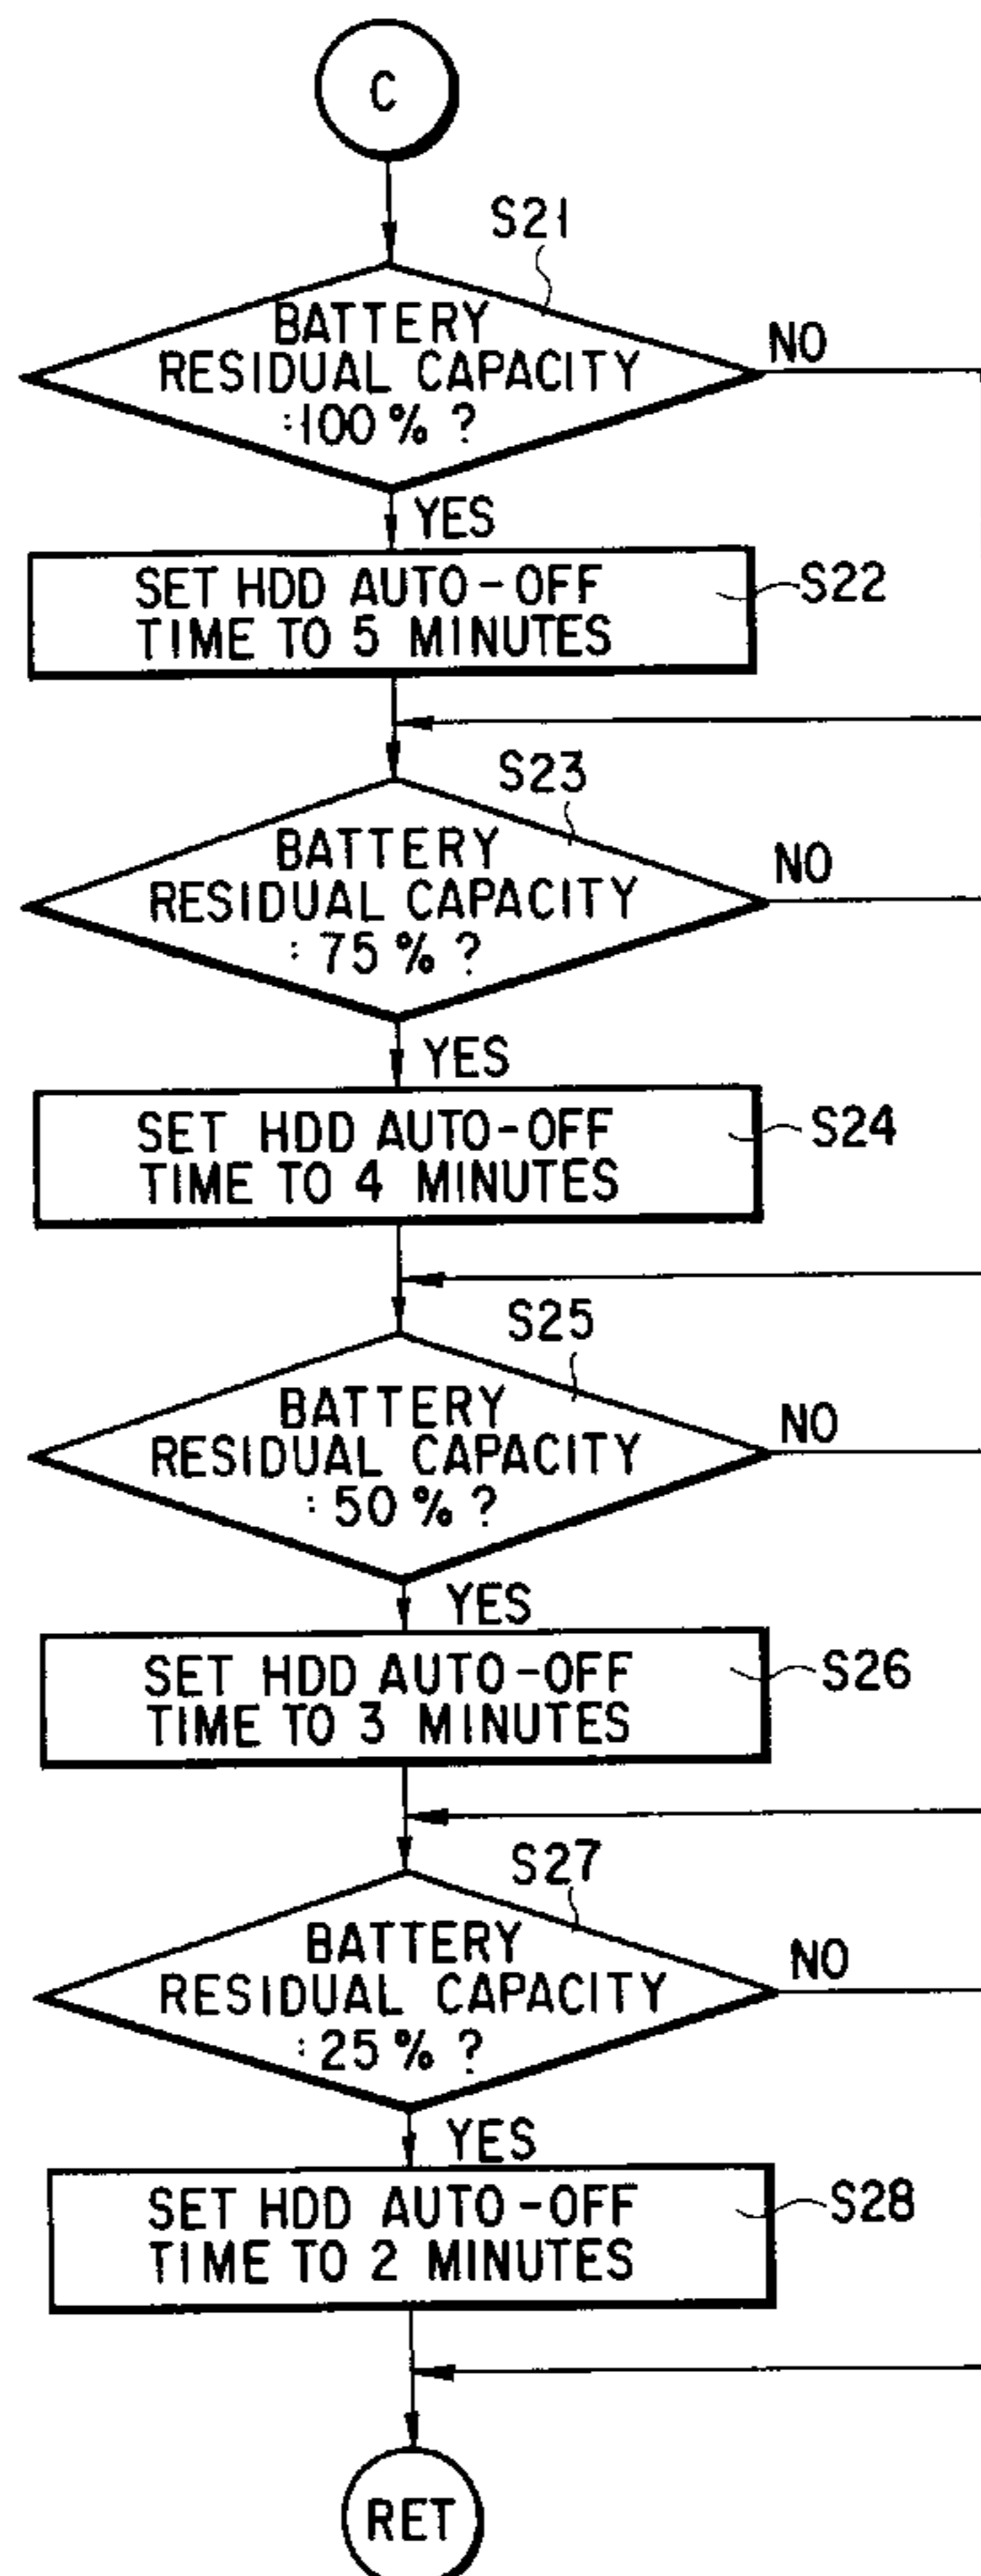 C
S21
BATTERY
RESIDUAL CAPACITY
:100% ?
NO
YES
SET HDD AUTO-OFF
TIME TO 5 MINUTES
S22
S23
BATTERY
RESIDUAL CAPACITY
: 75% ?
NO
YES
SET HDD AUTO-OFF
TIME TO 4 MINUTES
S24
S25
BATTERY
RESIDUAL CAPACITY
: 50% ?
NO
YES
SET HDD AUTO-OFF
TIME TO 3 MINUTES
S26
S27
BATTERY
RESIDUAL CAPACITY
: 25% ?
NO
YES
SET HDD AUTO-OFF
TIME TO 2 MINUTES
S28
RET